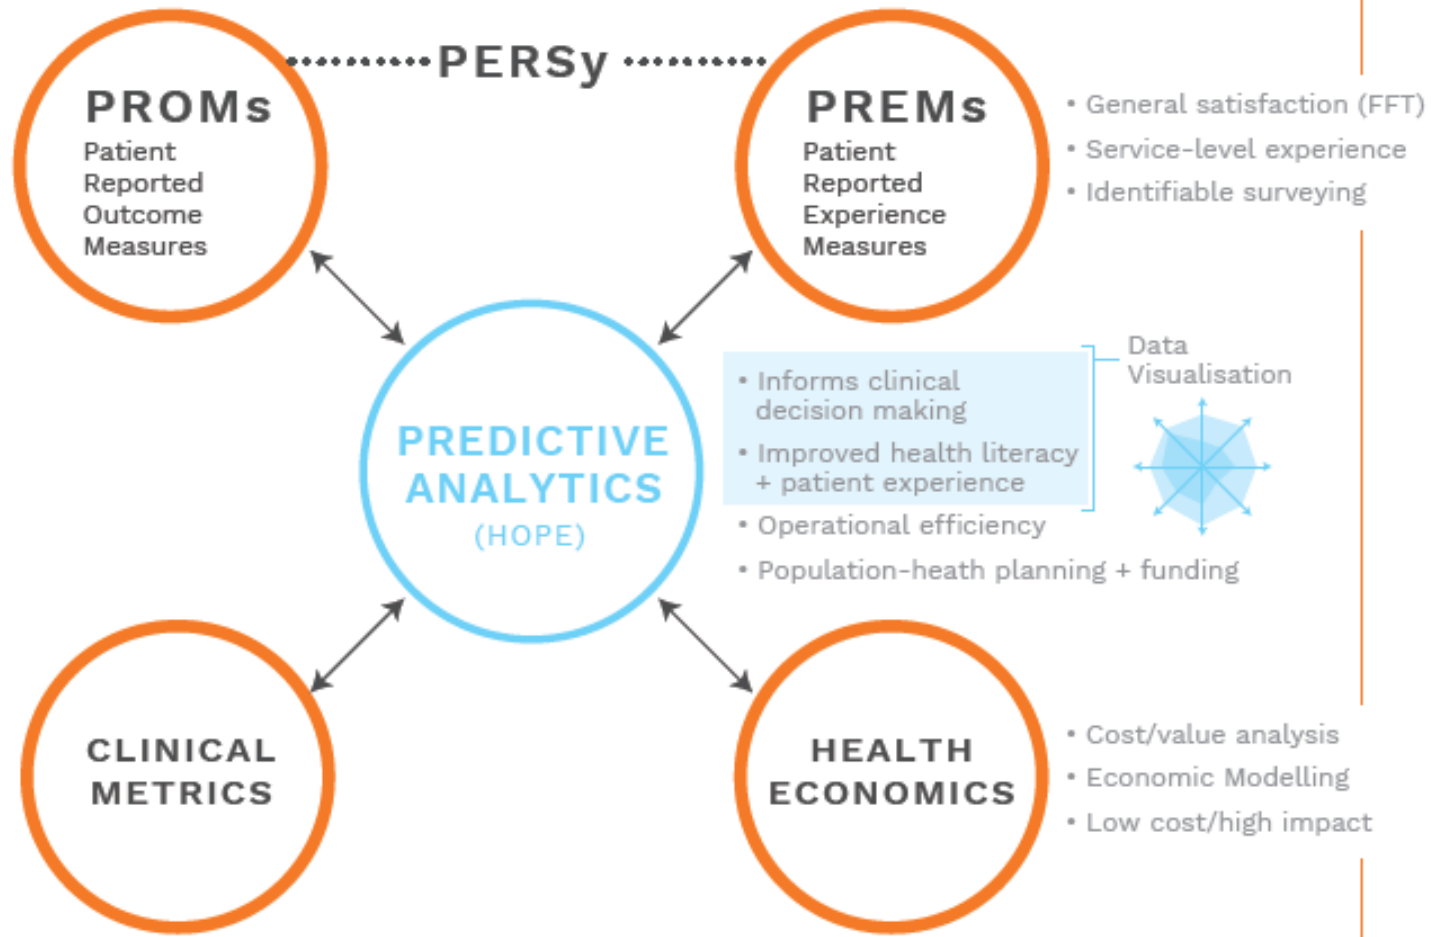 PERSy
PROMs
Patient
Reported
Outcome
Measures
PREMs
Patient
Reported
Experience
Measures
• General satisfaction (FFT)
• Service-level experience
• Identifiable surveying
PREDICTIVE
ANALYTICS
(HOPE)
• Informs clinical
decision making
• Improved health literacy
+ patient experience
• Operational efficiency
• Population-heath planning + funding
Data
Visualisation
CLINICAL
METRICS
HEALTH
ECONOMICS
• Cost/value analysis
• Economic Modelling
• Low cost/high impact